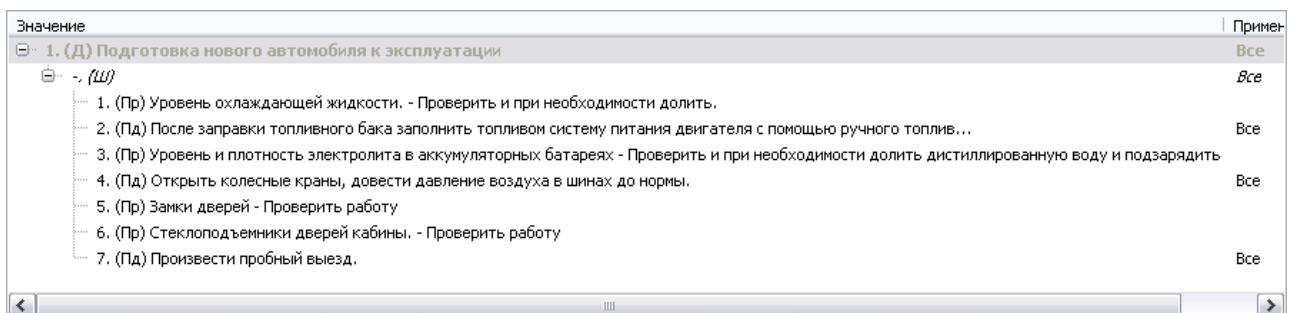 Значение Примен
1. (Д) Подготовка нового автомобиля к эксплуатации Все
-, (Ш) Все
1. (Пр) Уровень охлаждающей жидкости. - Проверить и при необходимости долить.
2. (Пд) После заправки топливного бака заполнить топливом систему питания двигателя с помощью ручного топлив... Все
3. (Пр) Уровень и плотность электролита в аккумуляторных батареях - Проверить и при необходимости долить дистиллированную воду и подзарядить
4. (Пд) Открыть колесные краны, довести давление воздуха в шинах до нормы. Все
5. (Пр) Замки дверей - Проверить работу
6. (Пр) Стеклоподъемники дверей кабины. - Проверить работу
7. (Пд) Произвести пробный выезд. Все